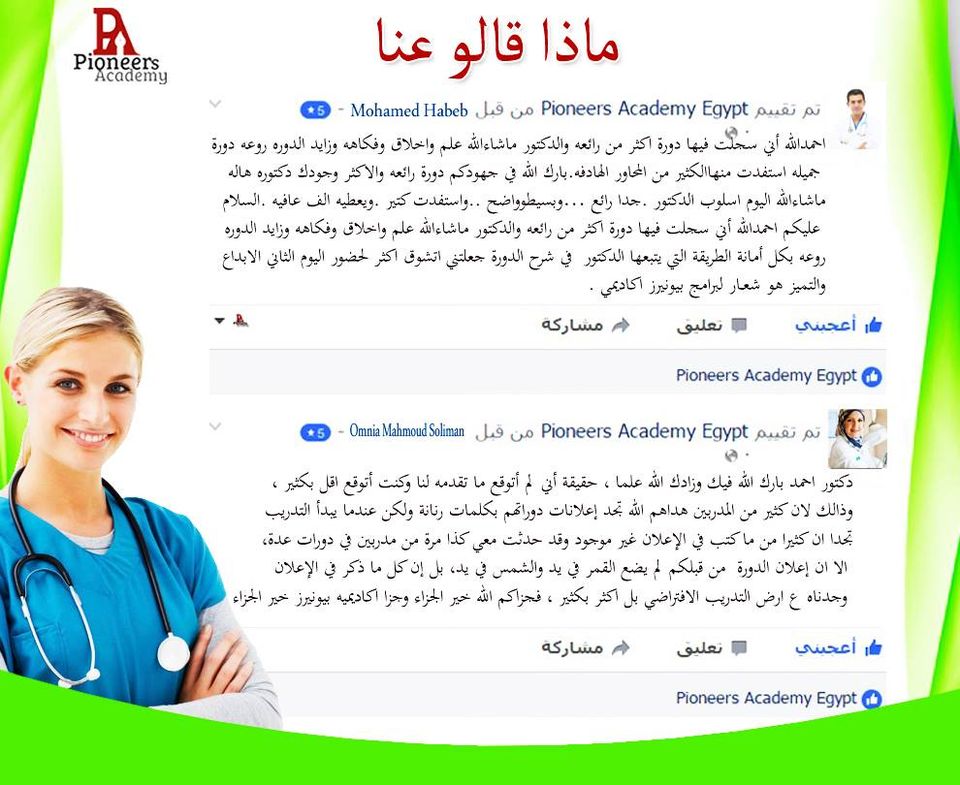 PA
Pioneers
Academy
ماذا قالو عنا
تم تقييم Pioneers Academy Egypt من قبل Mohamed Habeb – 5★
احمدالله أني سجلت فيها دورة اكثر من رائعه والدكتور ماشاءالله علم واخلاق وفكاهه وزايد الدوره روعه دورة
جميله استفدت منهاالكثير من المحاور الهادفه.بارك الله في جهودكم دورة رائعه والاكثر وجودك دكتوره هاله
ماشاءالله اليوم اسلوب الدكتور .جدا رائع ...وبسيطوواضح ..واستفدت كتير .ويعطيه الف عافيه .السلام
عليكم احمدالله أني سجلت فيها دورة اكثر من رائعه والدكتور ماشاءالله علم واخلاق وفكاهه وزايد الدوره
روعه بكل أمانة الطريقة التي يتبعها الدكتور في شرح الدورة جعلتني اتشوق اكثر لحضور اليوم الثاني الابداع
والتميز هو شعار لبرامج بيونيرز اكاديمي .
أعجبني تعليق مشاركة
Pioneers Academy Egypt
تم تقييم Pioneers Academy Egypt من قبل Omnia Mahmoud Soliman – 5★
دكتور احمد بارك الله فيك وزادك الله علما ، حقيقة أني لم أتوقع ما تقدمه لنا وكنت أتوقع اقل بكثير ،
وذالك لان كثير من المدربين هداهم الله تجد إعلانات دوراتهم بكلمات رنانة ولكن عندما يبدأ التدريب
تجدا ان كثيرا من ما كتب في الإعلان غير موجود وقد حدثت معي كذا مرة من مدربين في دورات عدة،
الا ان إعلان الدورة من قبلكم لم يضع القمر في يد والشمس في يد، بل إن كل ما ذكر في الإعلان
وجدناه ع ارض التدريب الافتراضي بل اكثر بكثير ، فجزاكم الله خير الجزاء وجزا اكاديميه بيونيرز خير الجزاء
أعجبني تعليق مشاركة
Pioneers Academy Egypt